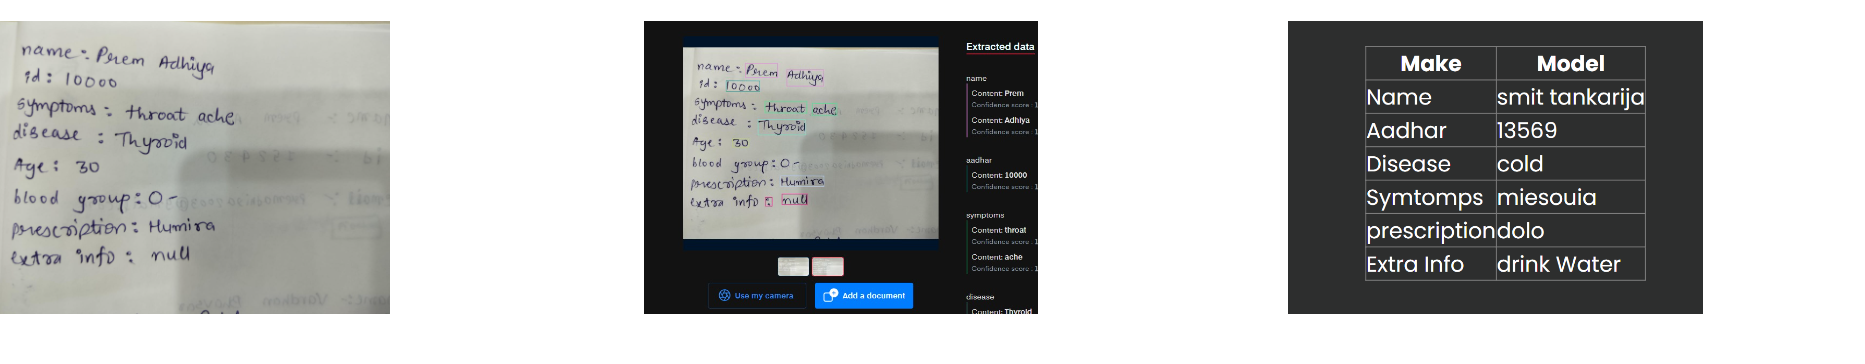 name : Prem Adhiya
id : 10000
symptoms : throat ache
disease : Thyroid
Age : 30
blood group : O -
prescription : Humira
extra info : null
name : Prem Adhiya
id : 10000
symptoms : throat ache
disease : Thyroid
Age : 30
blood group : O -
prescription : Humira
extra info : null
Use my camera
Add a document
Extracted data
name
Content: Prem
Confidence score : 1
Content: Adhiya
Confidence score : 1
aadhar
Content: 10000
Confidence score : 1
symptoms
Content: throat
Confidence score : 1
Content: ache
Confidence score : 1
disease
Content: Thyroid
Make Model
Name smit tankarija
Aadhar 13569
Disease cold
Symtomps miesouia
prescription dolo
Extra Info drink Water